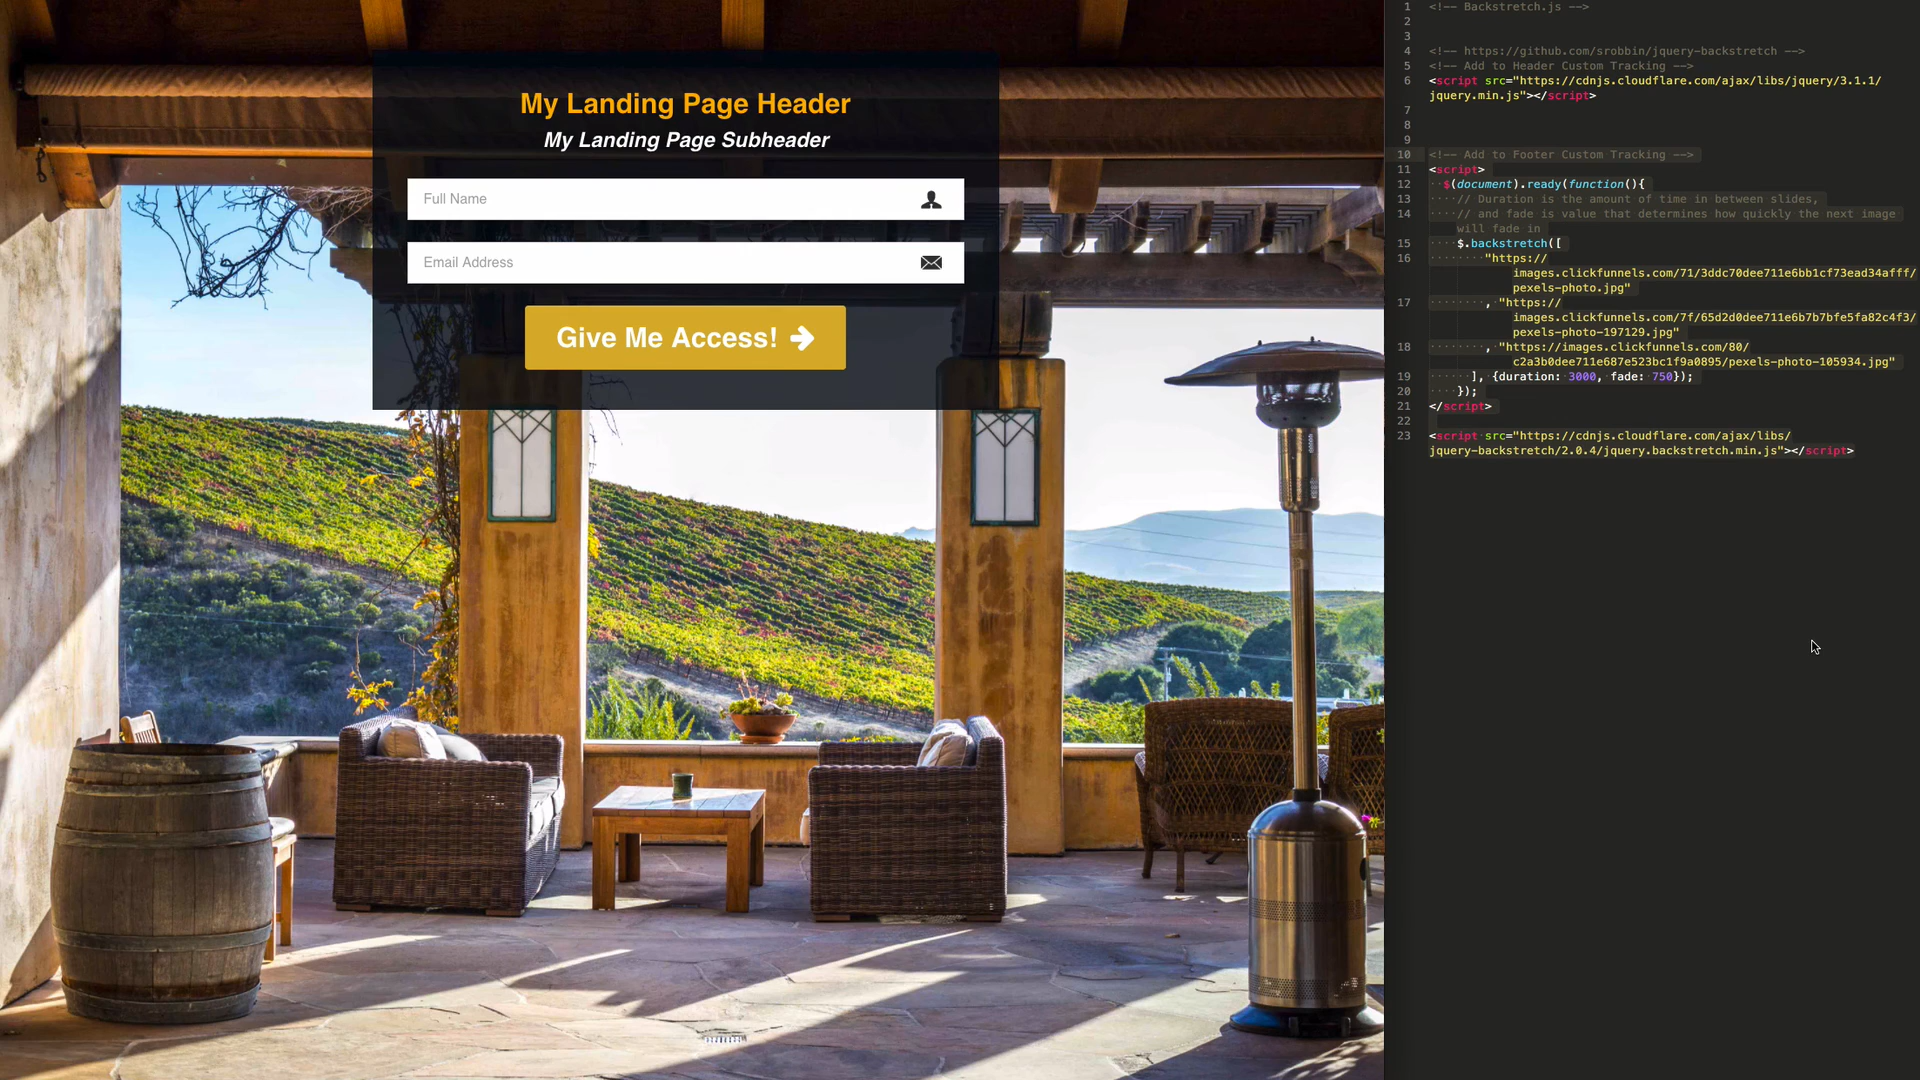 My Landing Page Header
My Landing Page Subheader
Full Name
Email Address
Give Me Access!
1 <!-- Backstretch.js -->
2
3
4 <!-- https://github.com/srobbin/jquery-backstretch -->
5 <!-- Add to Header Custom Tracking -->
6 <script src="https://cdnjs.cloudflare.com/ajax/libs/jquery/3.1.1/
jquery.min.js"></script>
7
8
9
10 <!-- Add to Footer Custom Tracking -->
11 <script>
12 $(document).ready(function(){
13 // Duration is the amount of time in between slides,
14 // and fade is value that determines how quickly the next image
will fade in
15 $.backstretch([
16 "https://
images.clickfunnels.com/71/3ddc70dee711e6bb1cf73ead34afff/
pexels-photo.jpg"
17 , "https://
images.clickfunnels.com/7f/65d2d0dee711e6b7b7bfe5fa82c4f3/
pexels-photo-197129.jpg"
18 , "https://images.clickfunnels.com/80/
c2a3b0dee711e687e523bc1f9a0895/pexels-photo-105934.jpg"
19 ], {duration: 3000, fade: 750});
20 });
21 </script>
22
23 <script src="https://cdnjs.cloudflare.com/ajax/libs/
jquery-backstretch/2.0.4/jquery.backstretch.min.js"></script>